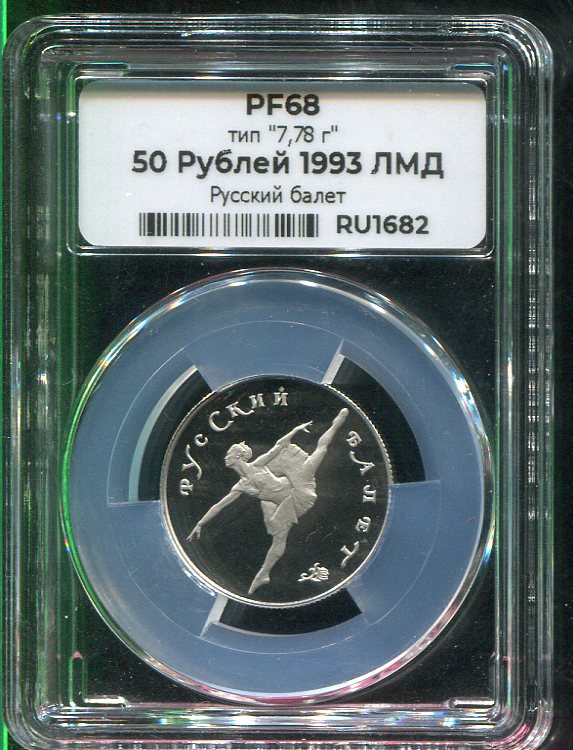 PF68
тип "7,78 г"
50 Рублей 1993 ЛМД
Русский балет
RU1682
РУССКИЙ БАЛЕТ